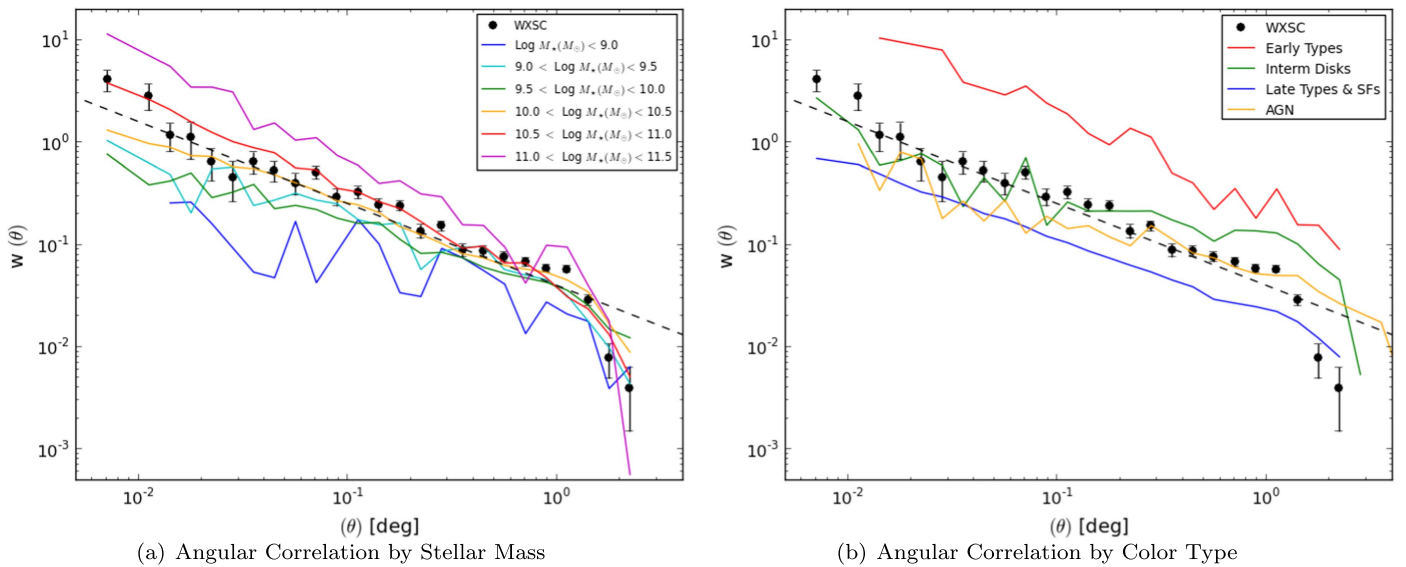 WXSC
Log M⋆(M☉) < 9.0
9.0 < Log M⋆(M☉) < 9.5
9.5 < Log M⋆(M☉) < 10.0
10.0 < Log M⋆(M☉) < 10.5
10.5 < Log M⋆(M☉) < 11.0
11.0 < Log M⋆(M☉) < 11.5
10¹
10⁰
10⁻¹
10⁻²
10⁻³
w (θ)
10⁻²
10⁻¹
10⁰
(θ) [deg]
(a) Angular Correlation by Stellar Mass
WXSC
Early Types
Interm Disks
Late Types & SFs
AGN
10¹
10⁰
10⁻¹
10⁻²
10⁻³
w (θ)
10⁻²
10⁻¹
10⁰
(θ) [deg]
(b) Angular Correlation by Color Type